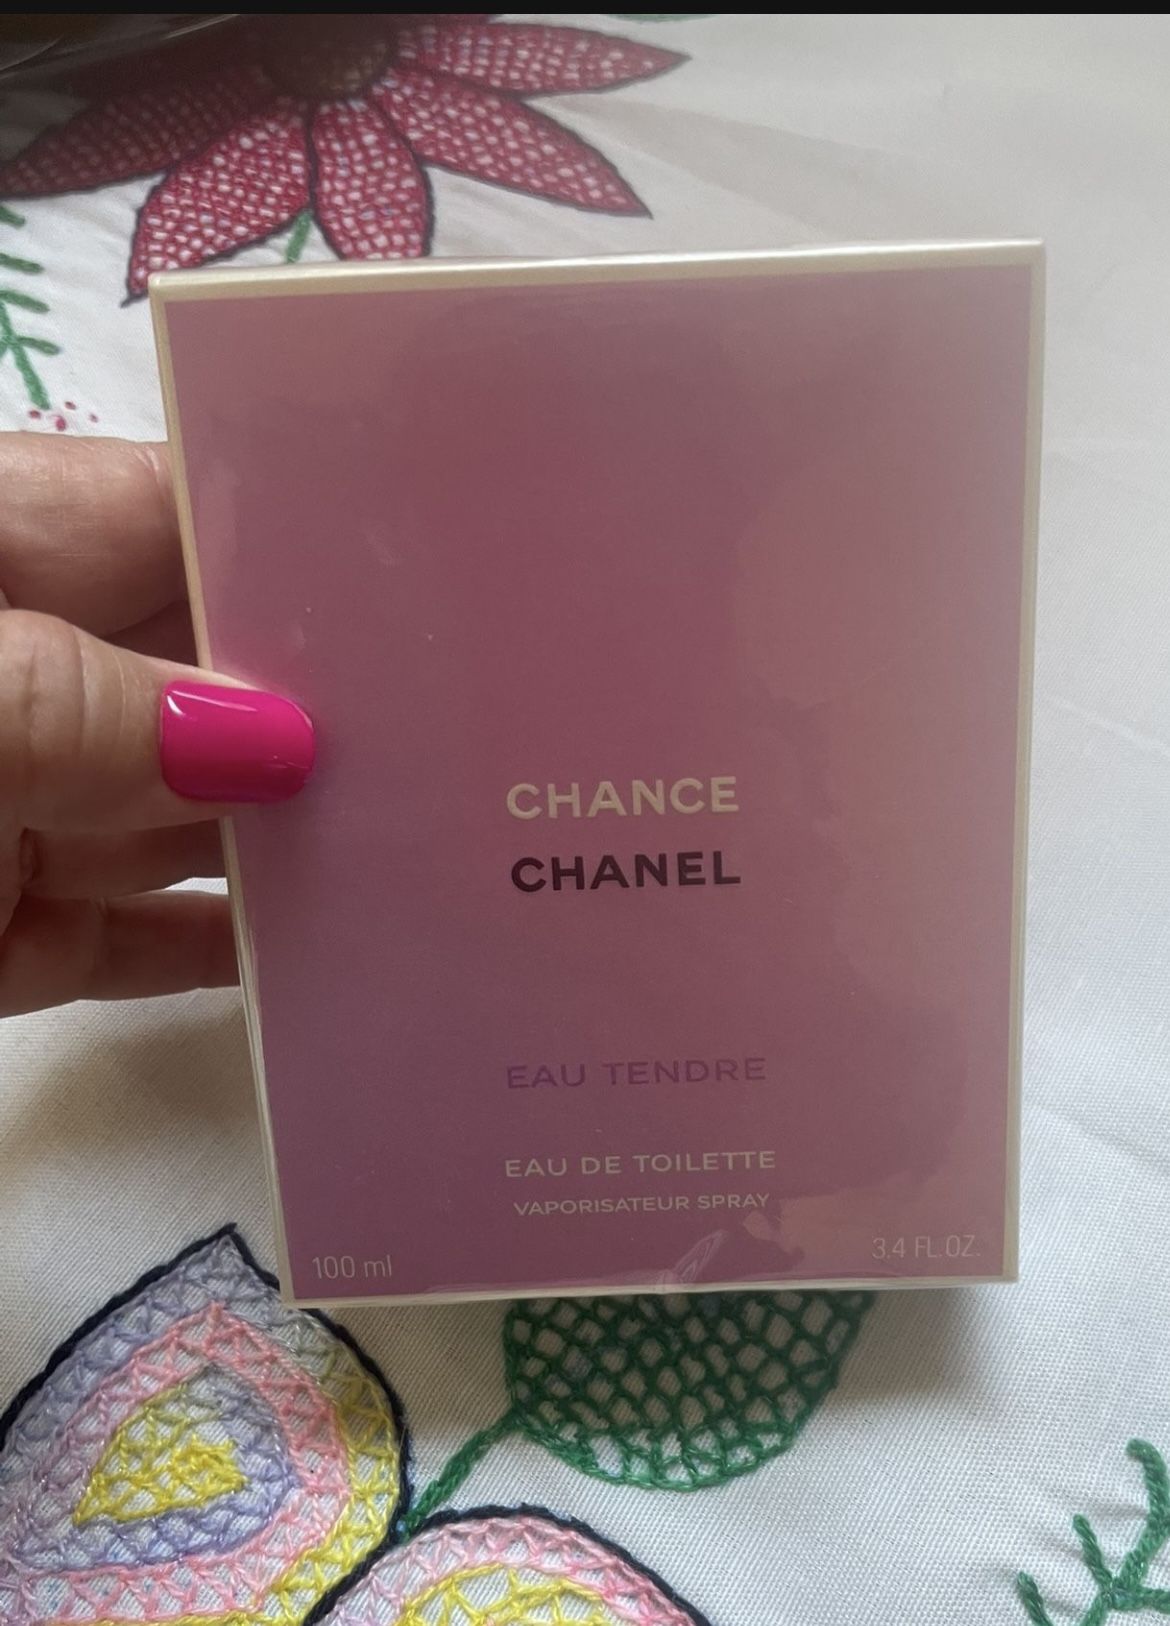 CHANCE
CHANEL
EAU TENDRE
EAU DE TOILETTE
VAPORISATEUR SPRAY
100 ml
3.4 FL.OZ.